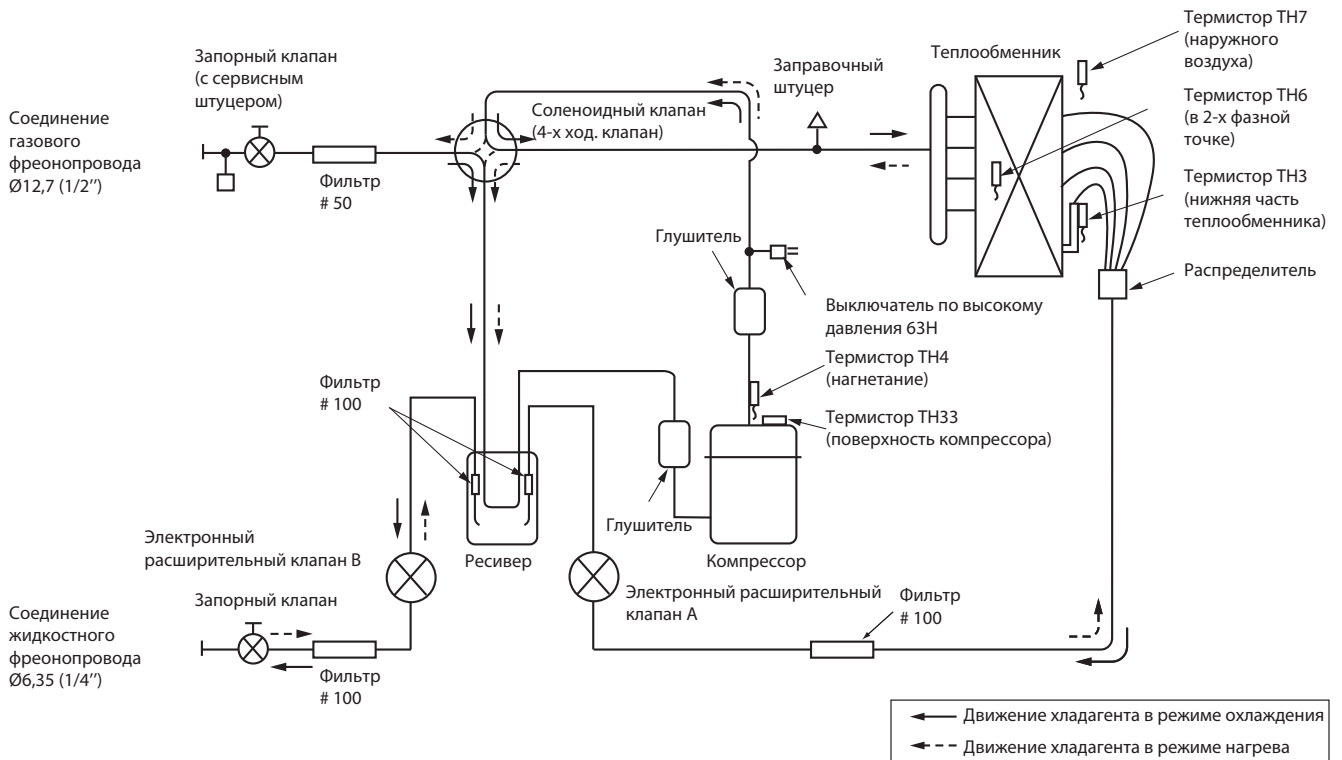 Соединение
газового
фреонопровода
Ø12,7 (1/2’’)
Запорный клапан
(с сервисным
штуцером)
Фильтр
# 50
Соленоидный клапан
(4-х ход. клапан)
Заправочный
штуцер
Теплообменник
Термистор TH7
(наружного
воздуха)
Термистор TH6
(в 2-х фазной
точке)
Термистор TH3
(нижняя часть
теплообменника)
Распределитель
Глушитель
Выключатель по высокому
давления 63H
Термистор TH4
(нагнетание)
Термистор TH33
(поверхность компрессора)
Фильтр
# 100
Глушитель
Ресивер
Компрессор
Электронный
расширительный клапан B
Электронный расширительный
клапан A
Соединение
жидкостного
фреонопровода
Ø6,35 (1/4’’)
Запорный клапан
Фильтр
# 100
Фильтр
# 100
Движение хладагента в режиме охлаждения
Движение хладагента в режиме нагрева